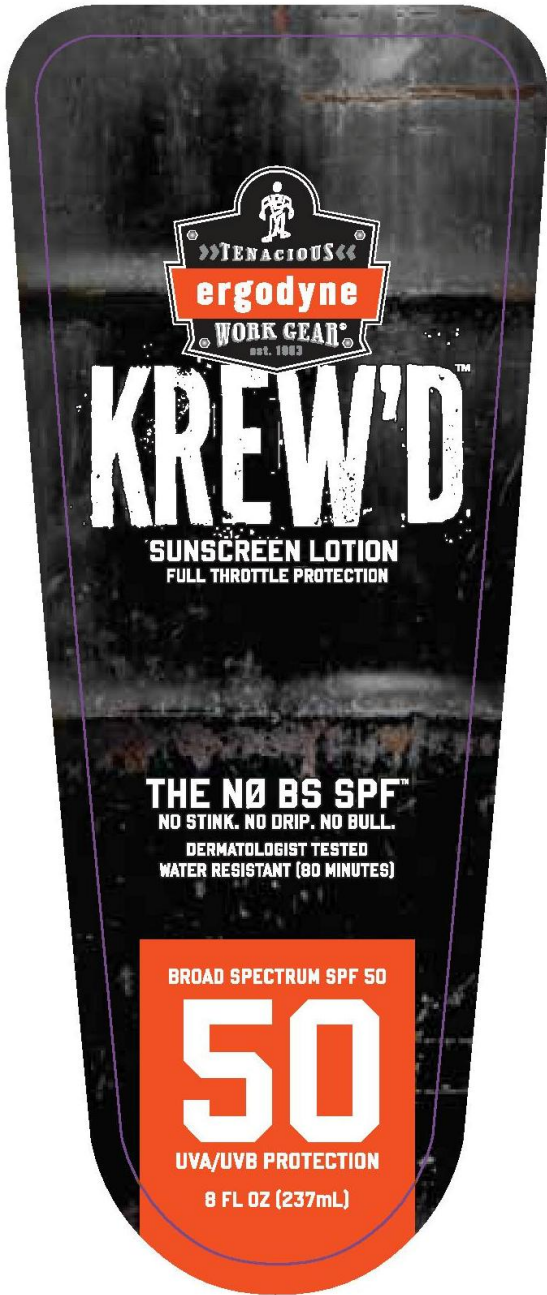 »TENACIOUS«
ergodyne
WORK GEAR®
est. 1983
KREW'D™
SUNSCREEN LOTION
FULL THROTTLE PROTECTION
THE NØ BS SPF™
NO STINK. NO DRIP. NO BULL.
DERMATOLOGIST TESTED
WATER RESISTANT (80 MINUTES)
BROAD SPECTRUM SPF 50
50
UVA/UVB PROTECTION
8 FL OZ (237mL)